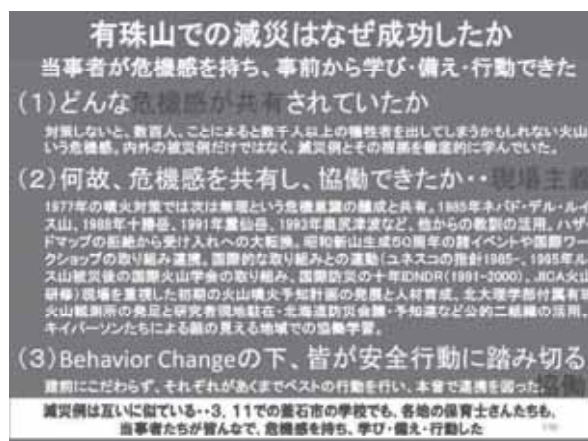 有珠山での減災はなぜ成功したか
当事者が危機感を持ち、事前から学び・備え・行動できた
(1)どんな危機感が共有されていたか
対策しないと、数百人、ことによると数千人以上の犠牲者を出してしまうかもしれない火山
いう危機感。内外の被災例だけではなく、減災例とその根拠を徹底的に学んでいた。
(2)何故、危機感を共有し、協働できたか・・現場主義
1977年の噴火対策では次は無理という危機意識の醸成と共有。1985年ネバド・デル・ルイ
ス山、1988年十勝岳、1991年雲仙岳、1993年奥尻津波など、他からの教訓の活用。ハザー
ドマップの拒絶から受け入れへの大転換。昭和新山生成50周年の諸イベントや国際ワー
クショップの取り組み連携。国際的な取り組みとの連動(ユネスコの指針1985-、1995年ル
ス山被災後の国際火山学会の取り組み、国際防災の十年IDNDR(1991-2000)、JICA火山
研修)現場を重視した初期の火山噴火予知計画の発展と人材育成、北大理学部付属有
火山観測所の発足と研究者現地駐在・北海道防災会議・予知連など公的二組織の活用、
キイパーソンたちによる顔の見える地域での協働学習。
(3)Behavior Changeの下、皆が安全行動に踏み切る
建前にこだわらず、それぞれがあくまでベストの行動を行い、本音で連携を図った 協働
減災例は互いに似ている・・3.11での釜石市の学校でも、各地の保育士さんたちも、
当事者たちが皆んなで、危機感を持ち、学び・備え・行動した